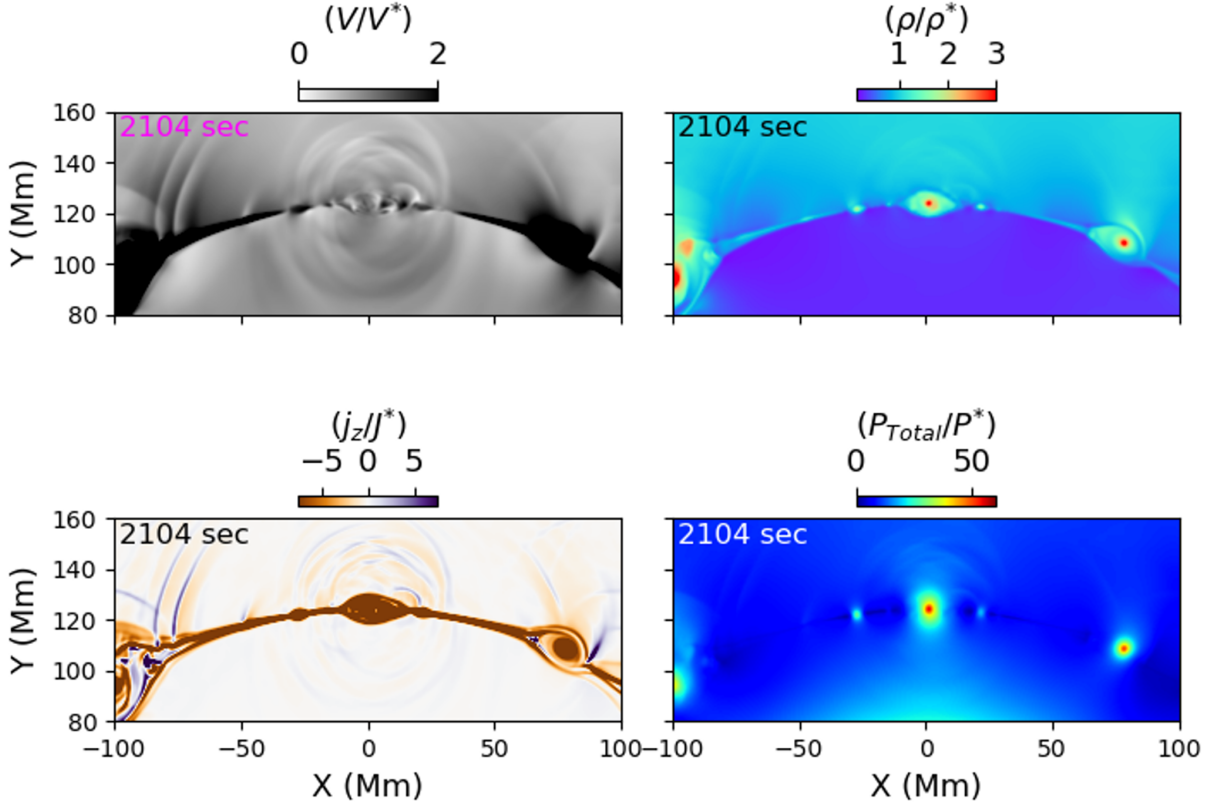 (V/V*)
0 2
(ρ/ρ*)
1 2 3
160
140
120
100
80
Y (Mm)
2104 sec
2104 sec
(j_z/J*)
−5 0 5
(P_Total/P*)
0 50
160
140
120
100
80
Y (Mm)
2104 sec
2104 sec
−100 −50 0 50 100
−100 −50 0 50 100
X (Mm)
X (Mm)